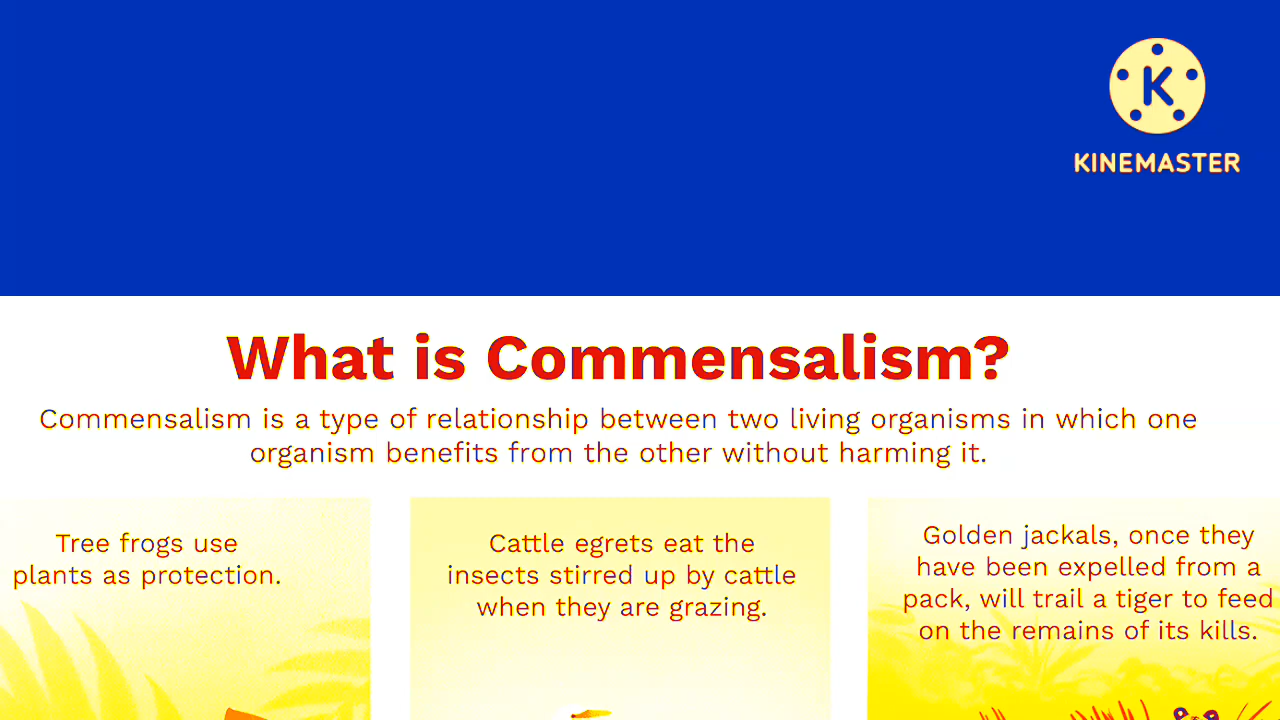 K
KINEMASTER
What is Commensalism?
Commensalism is a type of relationship between two living organisms in which one
organism benefits from the other without harming it.
Tree frogs use
plants as protection.
Cattle egrets eat the
insects stirred up by cattle
when they are grazing.
Golden jackals, once they
have been expelled from a
pack, will trail a tiger to feed
on the remains of its kills.